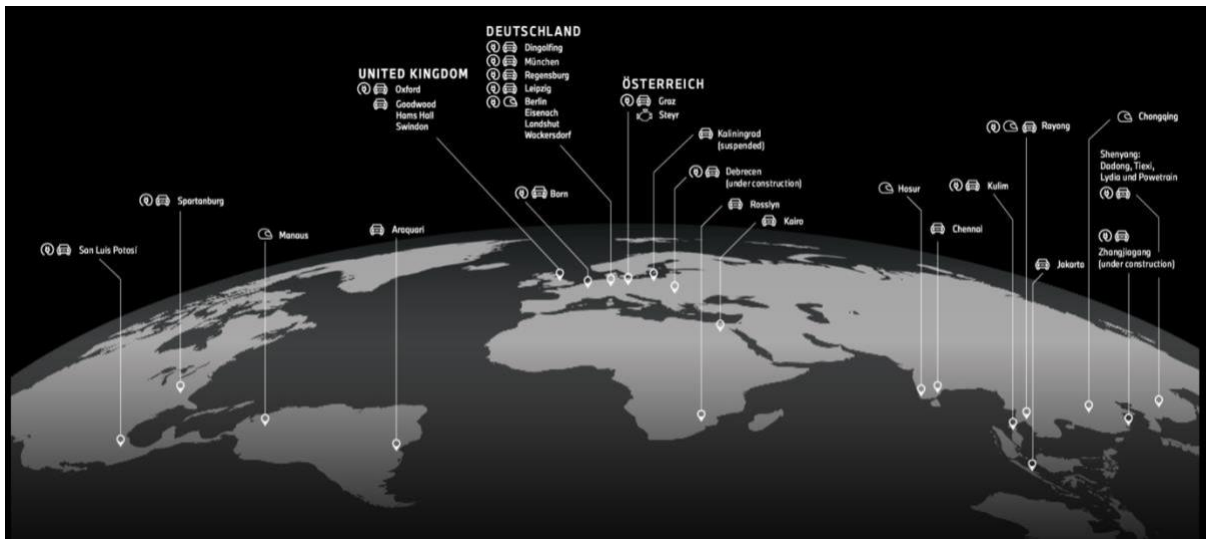 DEUTSCHLAND
Dingolfing
München
Regensburg
Leipzig
Berlin
Eisenach
Landshut
Wackersdorf
UNITED KINGDOM
Oxford
Goodwood
Hams Hall
Swindon
ÖSTERREICH
Graz
Steyr
Kaliningrad
(suspended)
Debrecen
(under construction)
Rosslyn
Kairo
Born
Spartanburg
San Luis Potosí
Manaus
Araquari
Hosur
Chennai
Rayong
Kulim
Jakarta
Chongqing
Shenyang:
Dadong, Tiexi,
Lydia und Powetrain
Zhangjiagang
(under construction)